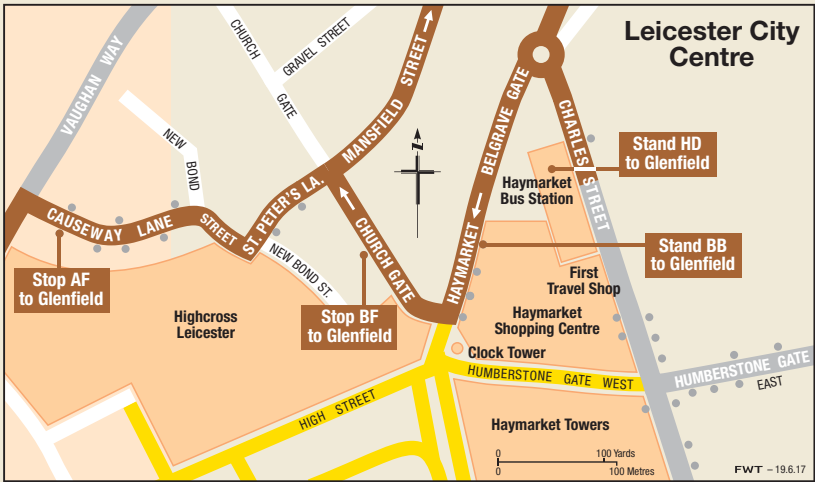 Leicester City
Centre
VAUGHAN WAY
CHURCH
GATE
GRAVEL STREET
MANSFIELD STREET
NEW
BOND
STREET
BELGRAVE GATE
CHARLES
STREET
Stand HD
to Glenfield
Haymarket
Bus Station
CAUSEWAY LANE
ST. PETER'S LA.
CHURCH GATE
HAYMARKET
NEW BOND ST.
Stand BB
to Glenfield
First
Travel Shop
Stop AF
to Glenfield
Highcross
Leicester
Stop BF
to Glenfield
Haymarket
Shopping Centre
Clock Tower
HUMBERSTONE GATE WEST
HUMBERSTONE GATE
EAST
HIGH STREET
Haymarket Towers
0 100 Yards
0 100 Metres
N
FWT – 19.6.17